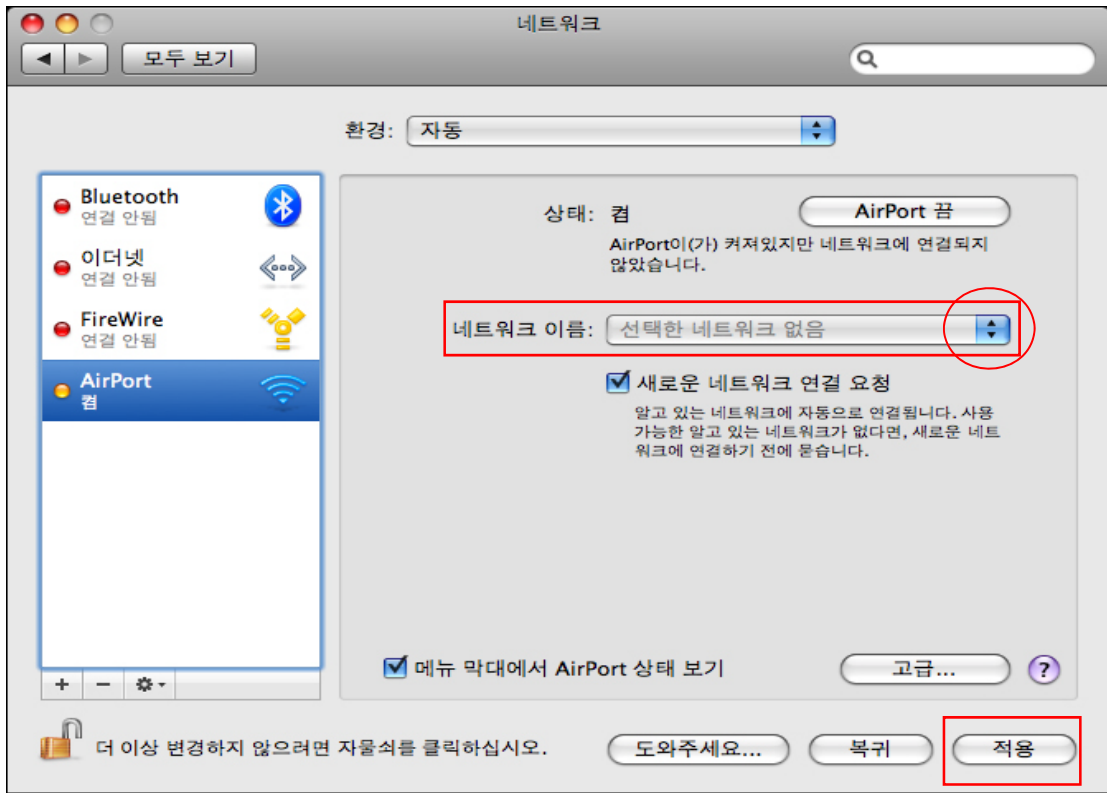 네트워크
모두 보기
환경: 자동
Bluetooth
연결 안됨
이더넷
연결 안됨
FireWire
연결 안됨
AirPort
켬
상태: 켬 AirPort 끔
AirPort이(가) 켜져있지만 네트워크에 연결되지
않았습니다.
네트워크 이름: 선택한 네트워크 없음
새로운 네트워크 연결 요청
알고 있는 네트워크에 자동으로 연결됩니다. 사용
가능한 알고 있는 네트워크가 없다면, 새로운 네트
워크에 연결하기 전에 묻습니다.
메뉴 막대에서 AirPort 상태 보기 고급... ?
더 이상 변경하지 않으려면 자물쇠를 클릭하십시오. 도와주세요... 복귀 적용